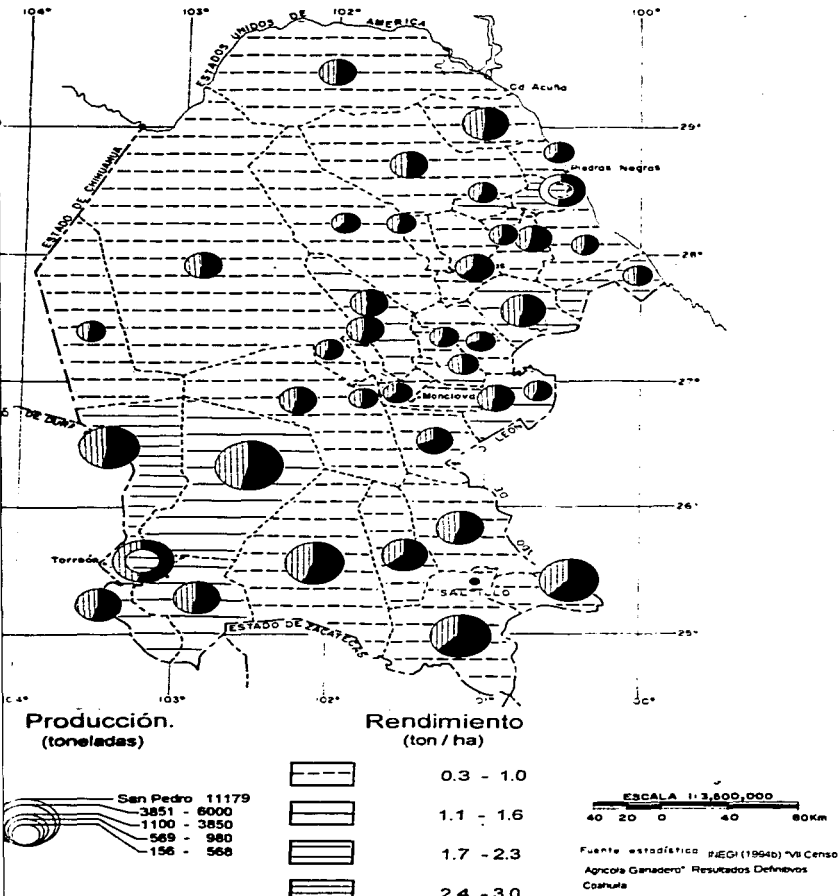 104° 103° 102° 100°
ESTADOS UNIDOS DE AMERICA
Cd Acuña
29°
Piedras Negras
ESTADO DE CHIHUAHUA
28°
27°
Monclova
LEÓN
DE
26°
Torreón
SALTILLO
ESTADO DE ZACATECAS
25°
103° 102°
Producción.
(toneladas)
San Pedro 11179
3851 - 6000
1100 - 3850
569 - 980
156 - 568
Rendimiento
(ton / ha)
0.3 - 1.0
1.1 - 1.6
1.7 - 2.3
2.4 - 3.0
ESCALA 1:3,600,000
40 20 0 40 80Km
Fuente estadística INEGI (1994b) "VII Censo
Agricola Ganadero" Resultados Definitivos
Coahuila